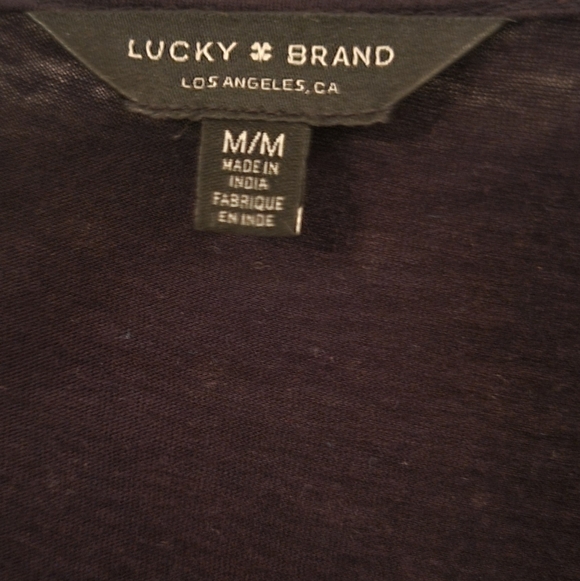 LUCKY BRAND
LOS ANGELES, CA
M/M
MADE IN
INDIA
FABRIQUE
EN INDE